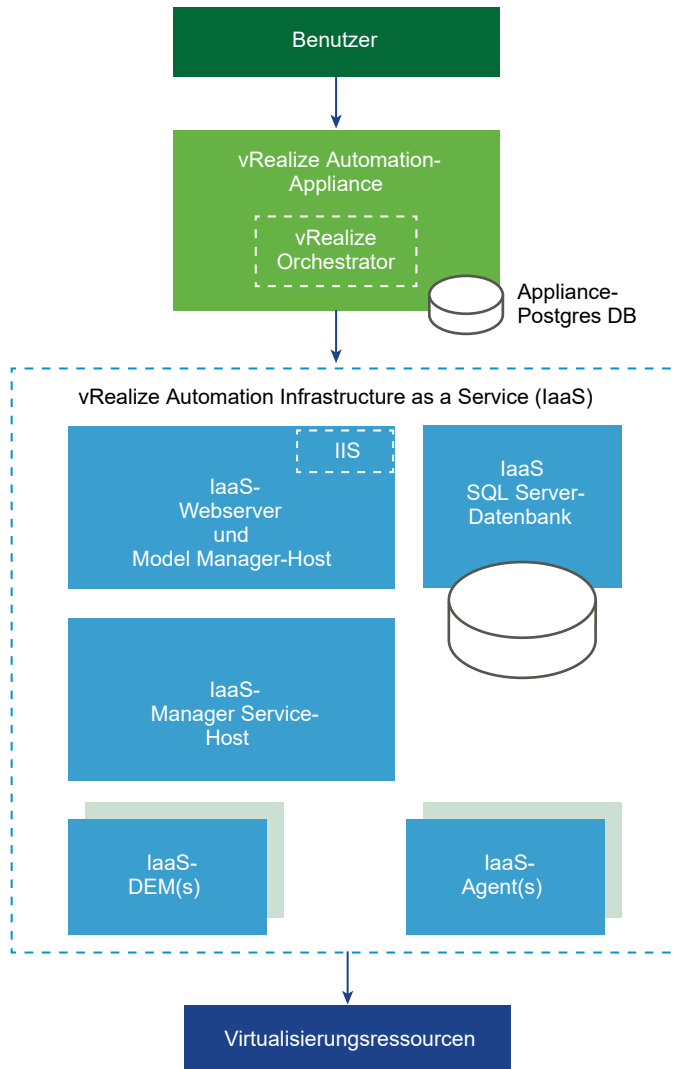 Benutzer
vRealize Automation-
Appliance
vRealize
Orchestrator
Appliance-
Postgres DB
vRealize Automation Infrastructure as a Service (IaaS)
IIS
IaaS-
Webserver
und
Model Manager-Host
IaaS
SQL Server-
Datenbank
IaaS-
Manager Service-
Host
IaaS-
DEM(s)
IaaS-
Agent(s)
Virtualisierungsressourcen